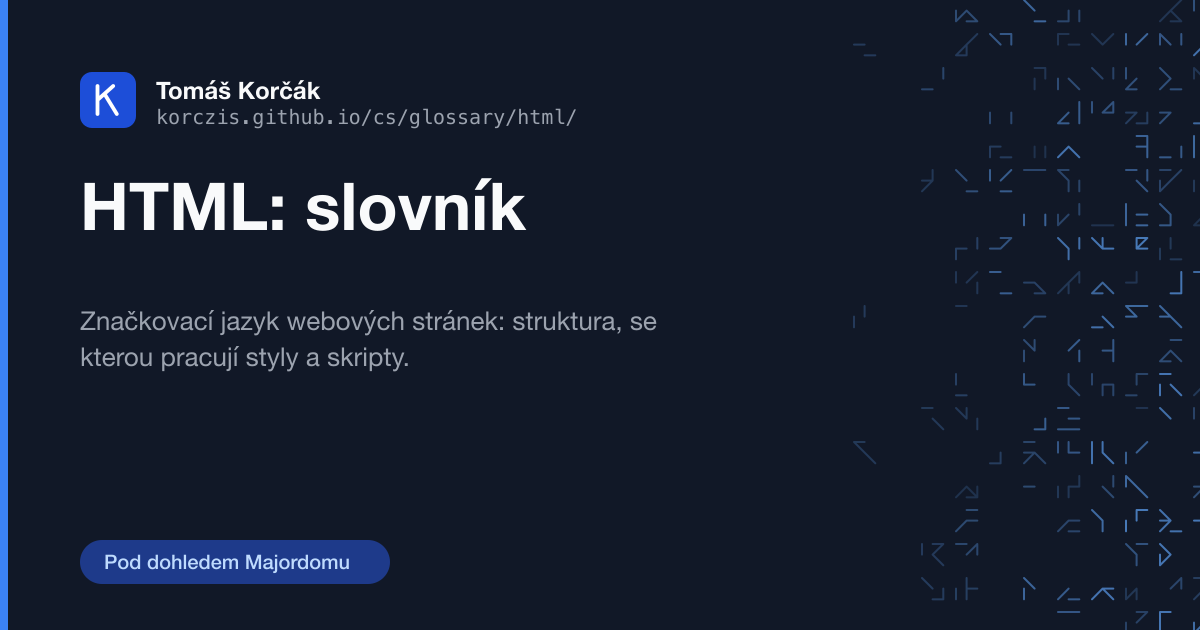 K
Tomáš Korčák
korczis.github.io/cs/glossary/html/
HTML: slovník
Značkovací jazyk webových stránek: struktura, se
kterou pracují styly a skripty.
Pod dohledem Majordomu